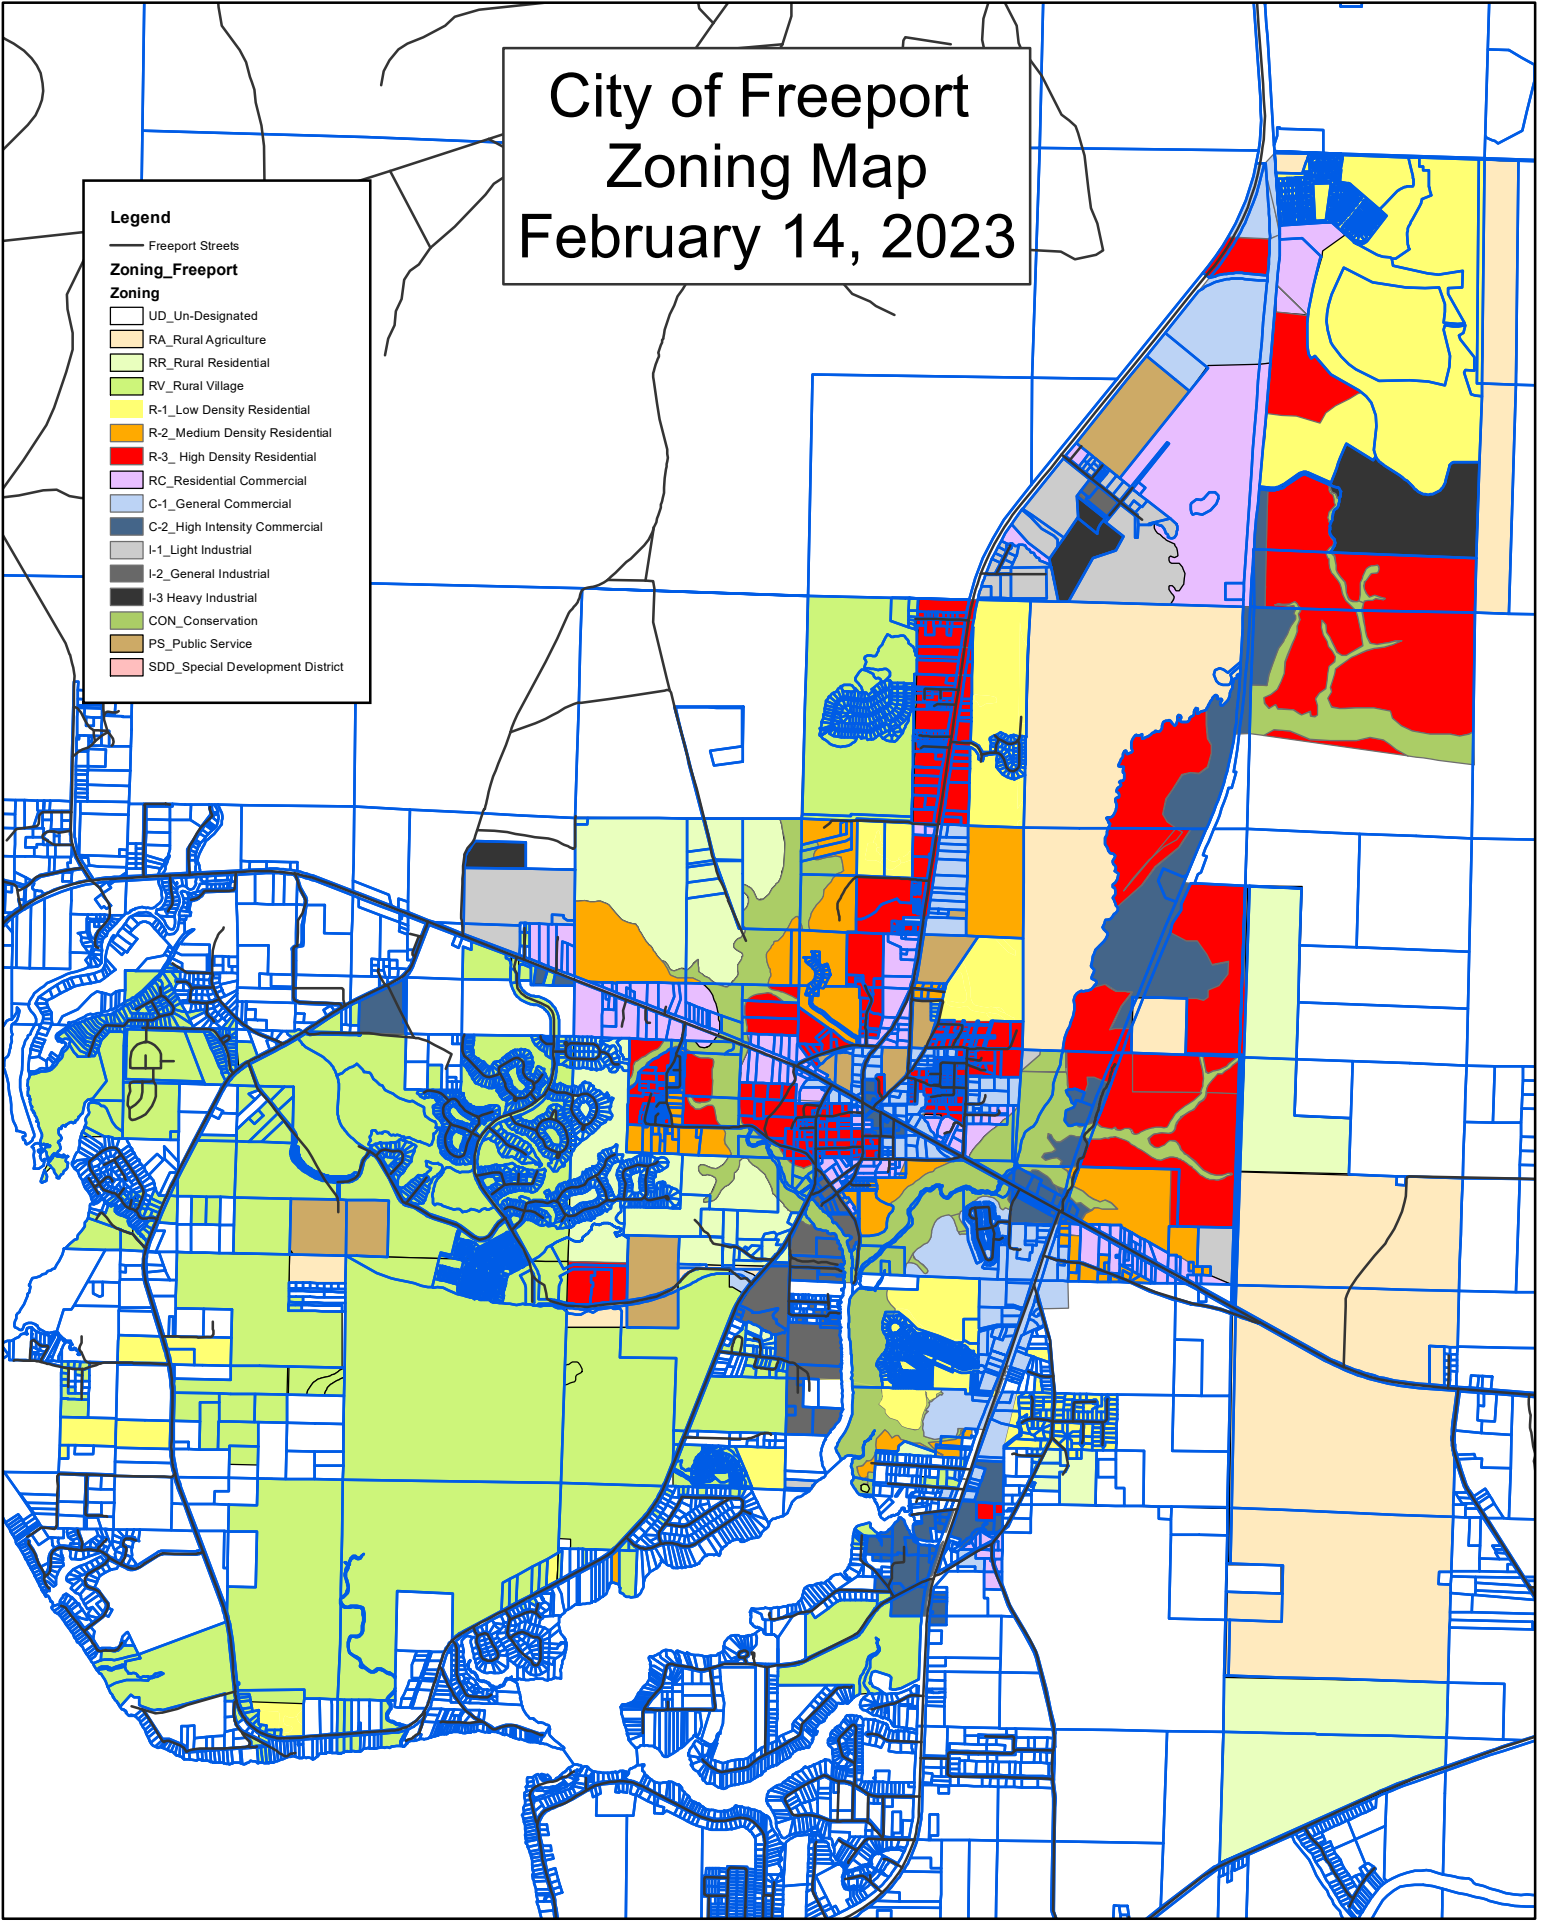 City of Freeport
Zoning Map
February 14, 2023
Legend
Freeport Streets
Zoning_Freeport
Zoning
UD_Un-Designated
RA_Rural Agriculture
RR_Rural Residential
RV_Rural Village
R-1_Low Density Residential
R-2_Medium Density Residential
R-3_ High Density Residential
RC_Residential Commercial
C-1_General Commercial
C-2_High Intensity Commercial
I-1_Light Industrial
I-2_General Industrial
I-3 Heavy Industrial
CON_Conservation
PS_Public Service
SDD_Special Development District